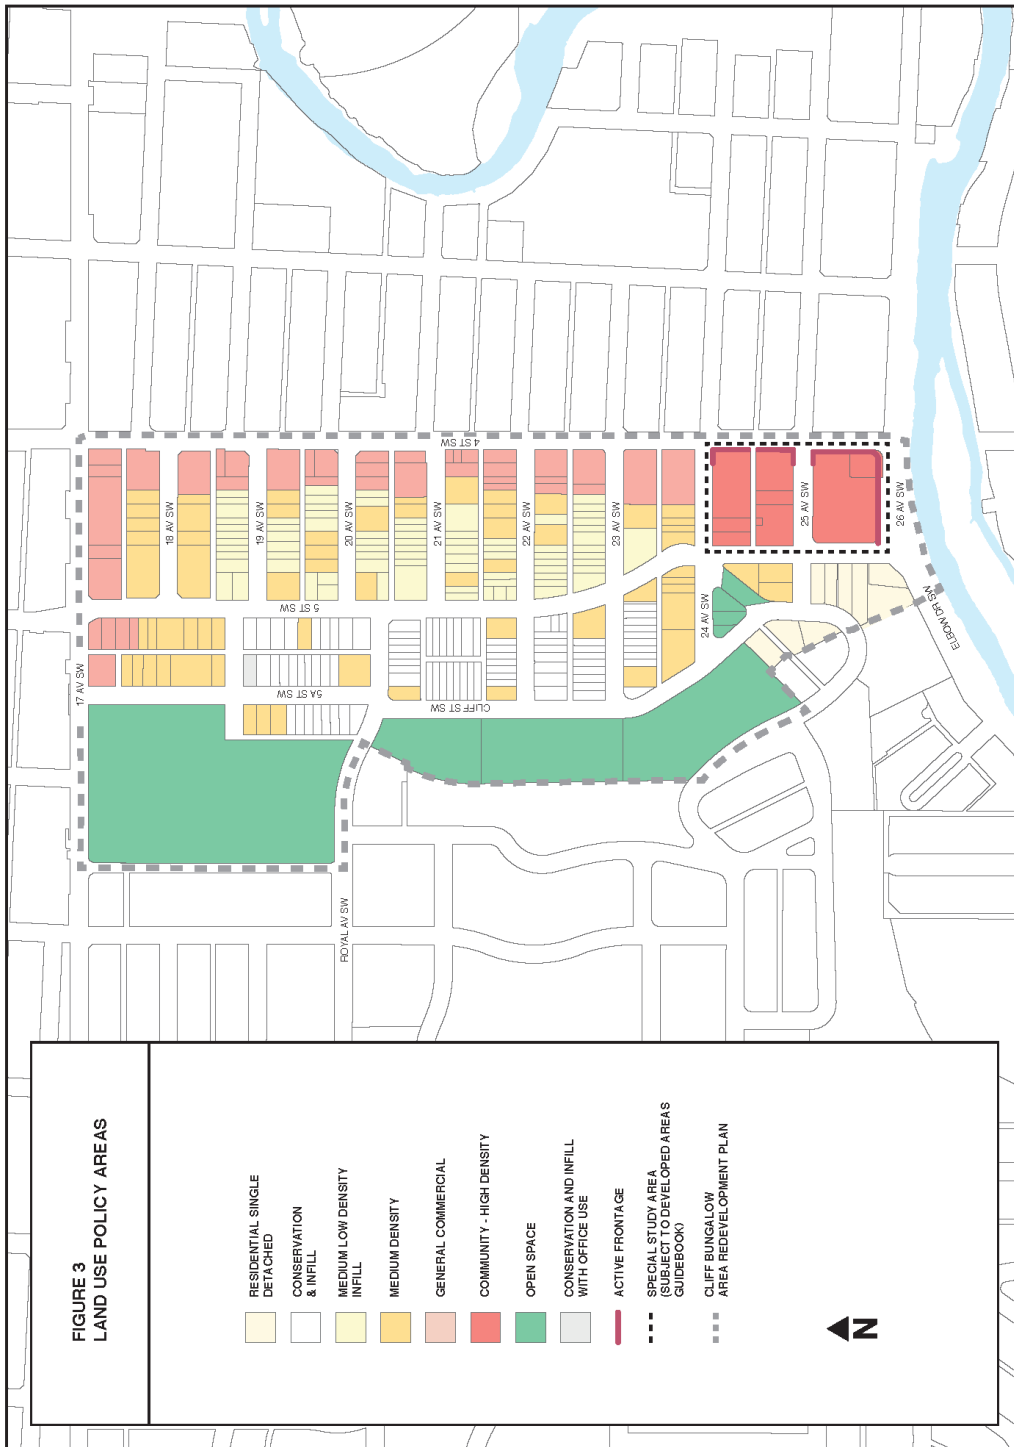 FIGURE 3
LAND USE POLICY AREAS
RESIDENTIAL SINGLE
DETACHED
CONSERVATION
& INFILL
MEDIUM LOW DENSITY
INFILL
MEDIUM DENSITY
GENERAL COMMERCIAL
COMMUNITY - HIGH DENSITY
OPEN SPACE
CONSERVATION AND INFILL
WITH OFFICE USE
ACTIVE FRONTAGE
SPECIAL STUDY AREA
(SUBJECT TO DEVELOPED AREAS
GUIDEBOOK)
CLIFF BUNGALOW
AREA REDEVELOPMENT PLAN
N
17 AV SW
18 AV SW
19 AV SW
20 AV SW
21 AV SW
22 AV SW
23 AV SW
24 AV SW
25 AV SW
26 AV SW
ROYAL AV SW
4 ST SW
5 ST SW
5A ST SW
CLIFF ST SW
ELBOW DR SW